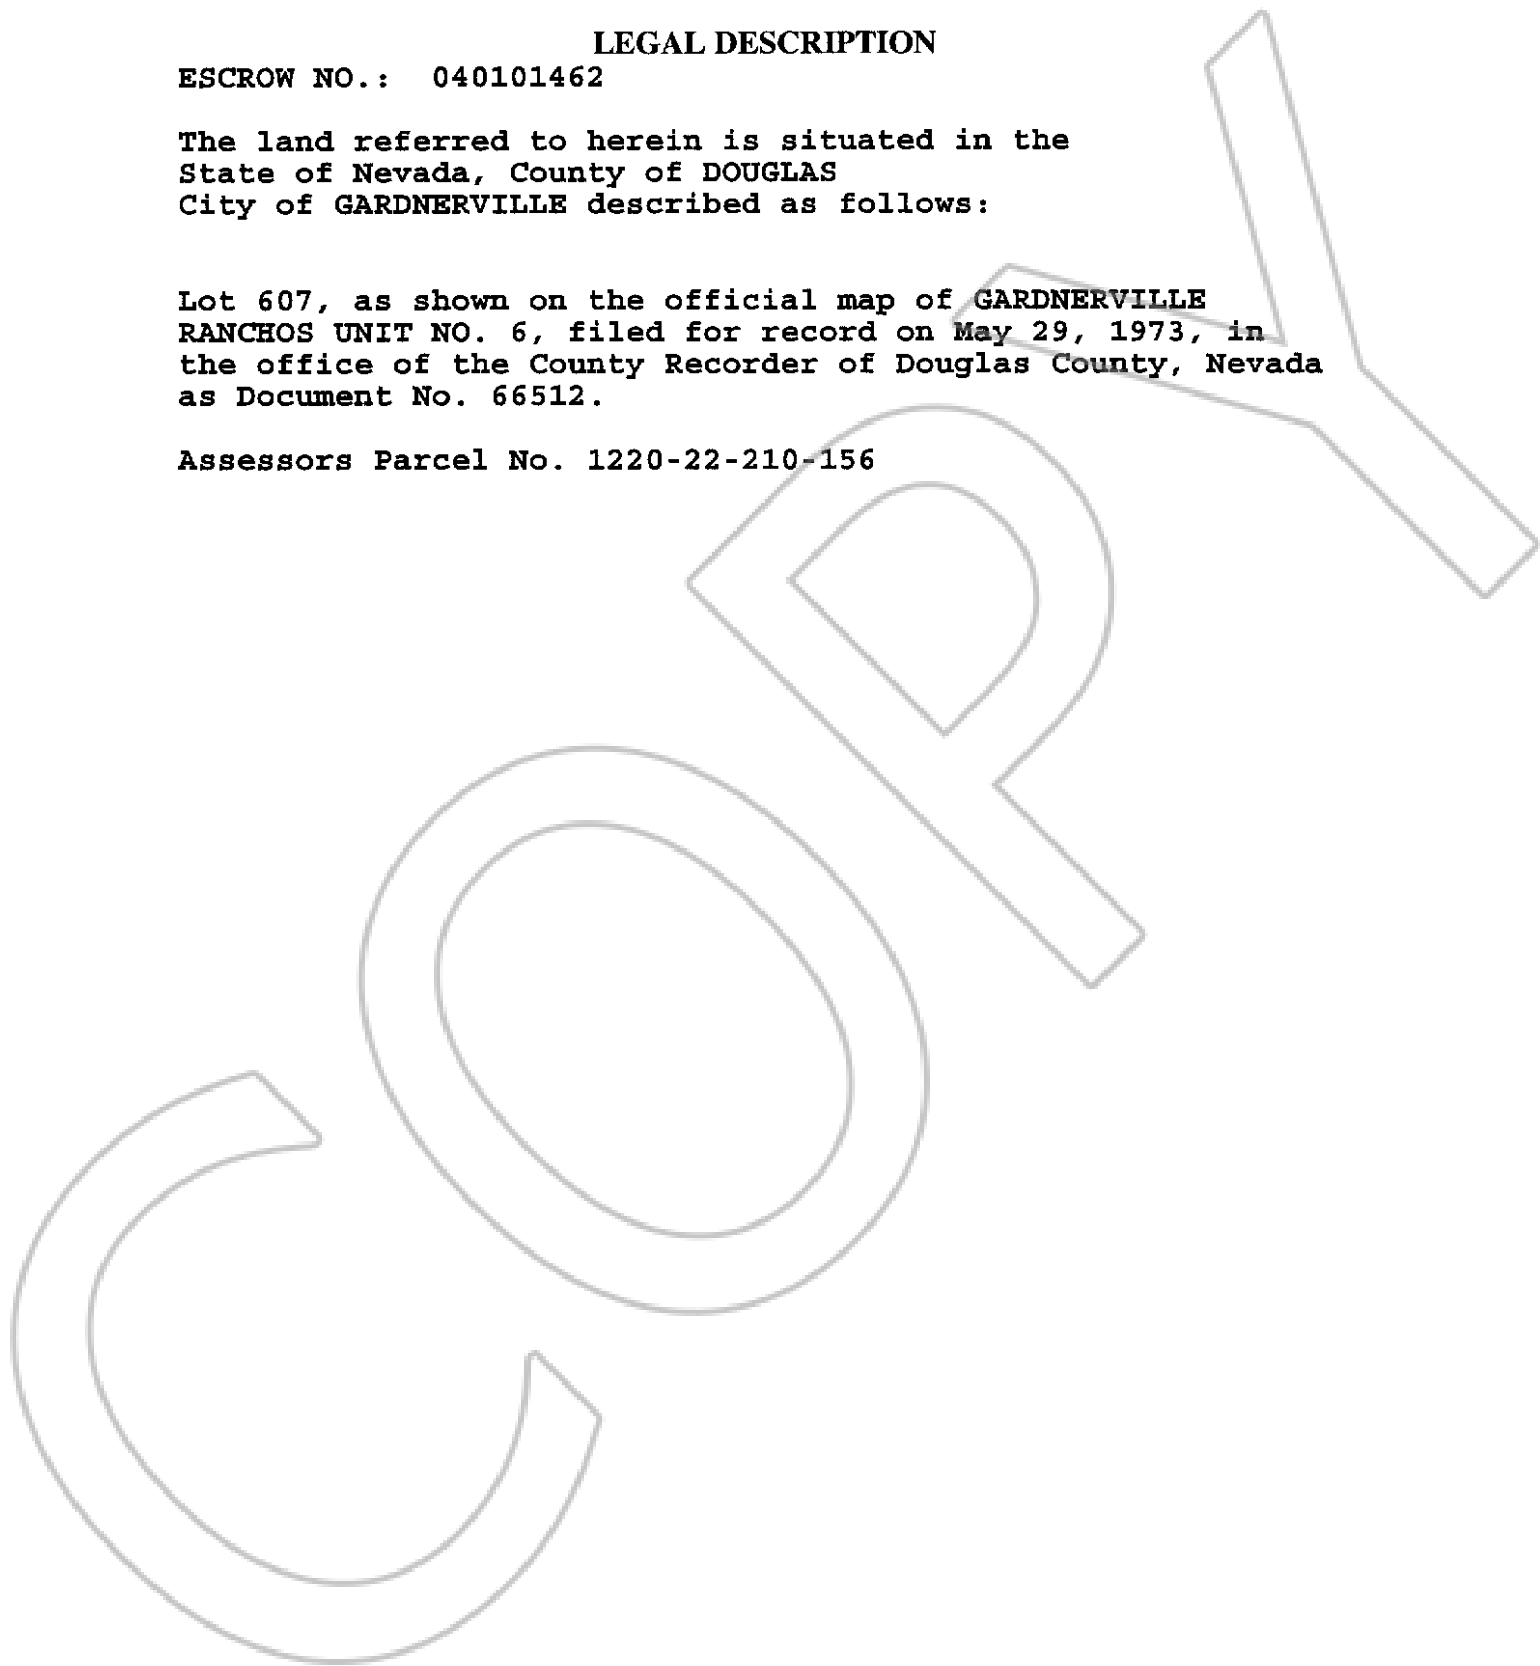 LEGAL DESCRIPTION
ESCROW NO.: 040101462
The land referred to herein is situated in the
State of Nevada, County of DOUGLAS
City of GARDNERVILLE described as follows:
Lot 607, as shown on the official map of GARDNERVILLE
RANCHOS UNIT NO. 6, filed for record on May 29, 1973, in
the office of the County Recorder of Douglas County, Nevada
as Document No. 66512.
Assessors Parcel No. 1220-22-210-156
COPY